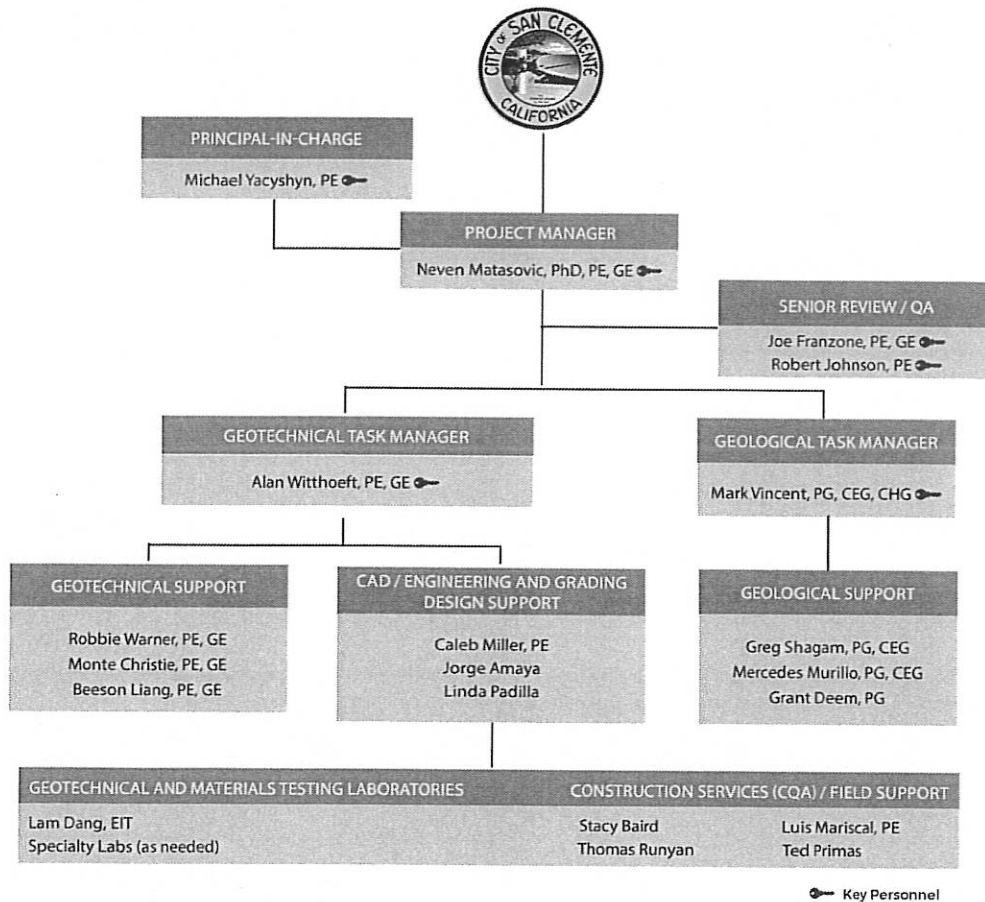 CITY OF SAN CLEMENTE
CALIFORNIA
PRINCIPAL-IN-CHARGE
Michael Yacyshyn, PE
PROJECT MANAGER
Neven Matasovic, PhD, PE, GE
SENIOR REVIEW / QA
Joe Franzone, PE, GE
Robert Johnson, PE
GEOTECHNICAL TASK MANAGER
Alan Witthoeft, PE, GE
GEOLOGICAL TASK MANAGER
Mark Vincent, PG, CEG, CHG
GEOTECHNICAL SUPPORT
Robbie Warner, PE, GE
Monte Christie, PE, GE
Beeson Liang, PE, GE
CAD / ENGINEERING AND GRADING
DESIGN SUPPORT
Caleb Miller, PE
Jorge Amaya
Linda Padilla
GEOLOGICAL SUPPORT
Greg Shagam, PG, CEG
Mercedes Murillo, PG, CEG
Grant Deem, PG
GEOTECHNICAL AND MATERIALS TESTING LABORATORIES
Lam Dang, EIT
Specialty Labs (as needed)
CONSTRUCTION SERVICES (CQA) / FIELD SUPPORT
Stacy Baird
Thomas Runyan
Luis Mariscal, PE
Ted Primas
Key Personnel